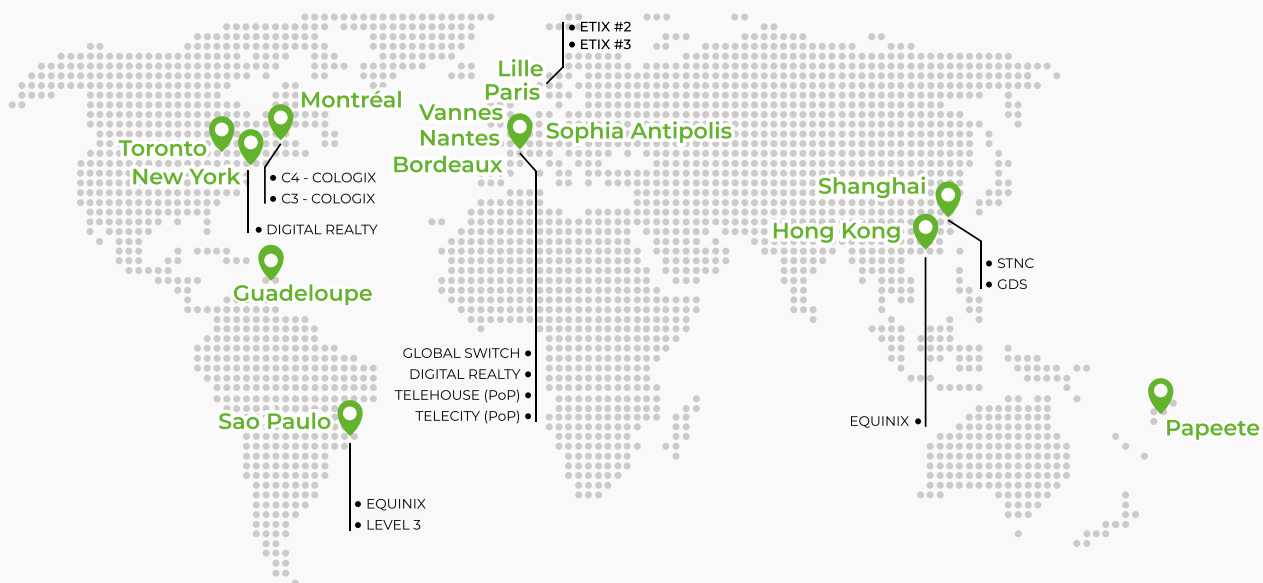 ETIX #2
ETIX #3
Lille
Paris
Vannes
Nantes
Bordeaux
Sophia Antipolis
Montréal
Toronto
New York
C4 - COLOGIX
C3 - COLOGIX
DIGITAL REALTY
Guadeloupe
Shanghai
Hong Kong
STNC
GDS
GLOBAL SWITCH
DIGITAL REALTY
TELEHOUSE (PoP)
TELECITY (PoP)
Sao Paulo
EQUINIX
LEVEL 3
EQUINIX
Papeete